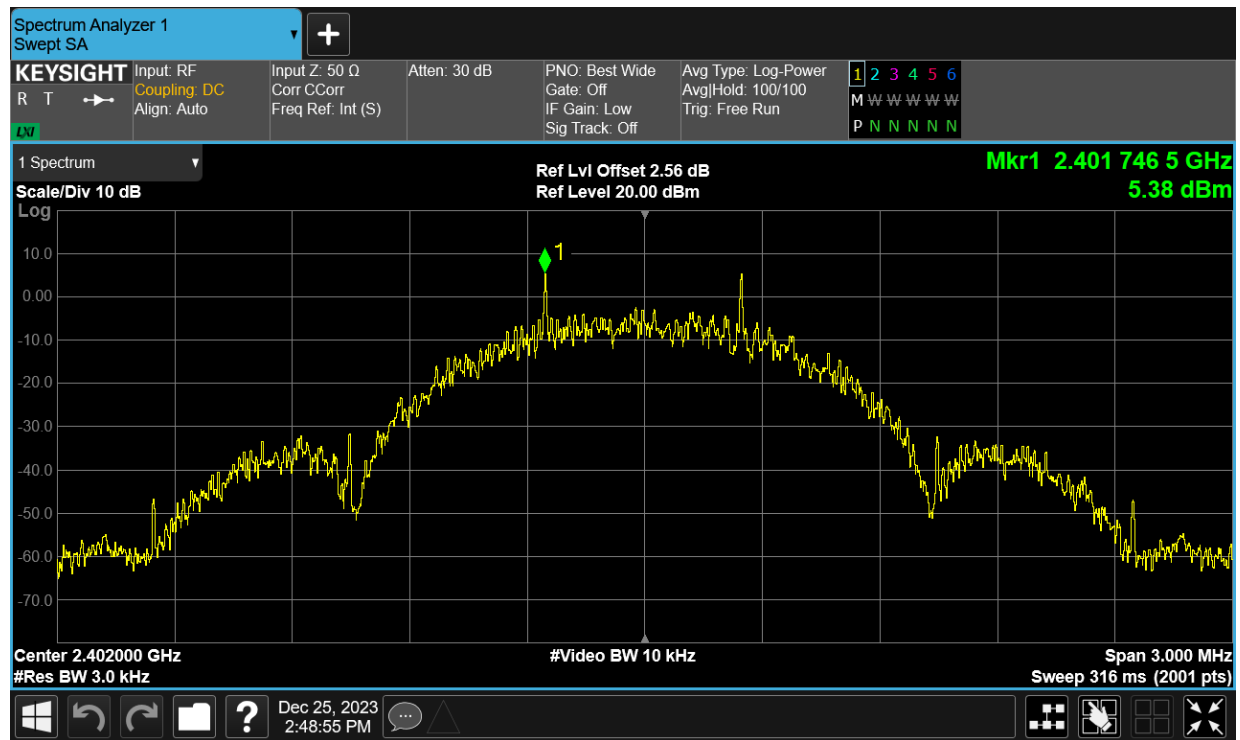 Spectrum Analyzer 1
Swept SA
+
KEYSIGHT
R T
LXI
Input: RF
Coupling: DC
Align: Auto
Input Z: 50 Ω
Corr CCorr
Freq Ref: Int (S)
Atten: 30 dB
PNO: Best Wide
Gate: Off
IF Gain: Low
Sig Track: Off
Avg Type: Log-Power
Avg|Hold: 100/100
Trig: Free Run
1 2 3 4 5 6
M W W W W W
P N N N N N
1 Spectrum
Scale/Div 10 dB
Ref Lvl Offset 2.56 dB
Ref Level 20.00 dBm
Mkr1 2.401 746 5 GHz
5.38 dBm
Log
10.0
0.00
-10.0
-20.0
-30.0
-40.0
-50.0
-60.0
-70.0
1
Center 2.402000 GHz
#Res BW 3.0 kHz
#Video BW 10 kHz
Span 3.000 MHz
Sweep 316 ms (2001 pts)
?
Dec 25, 2023
2:48:55 PM